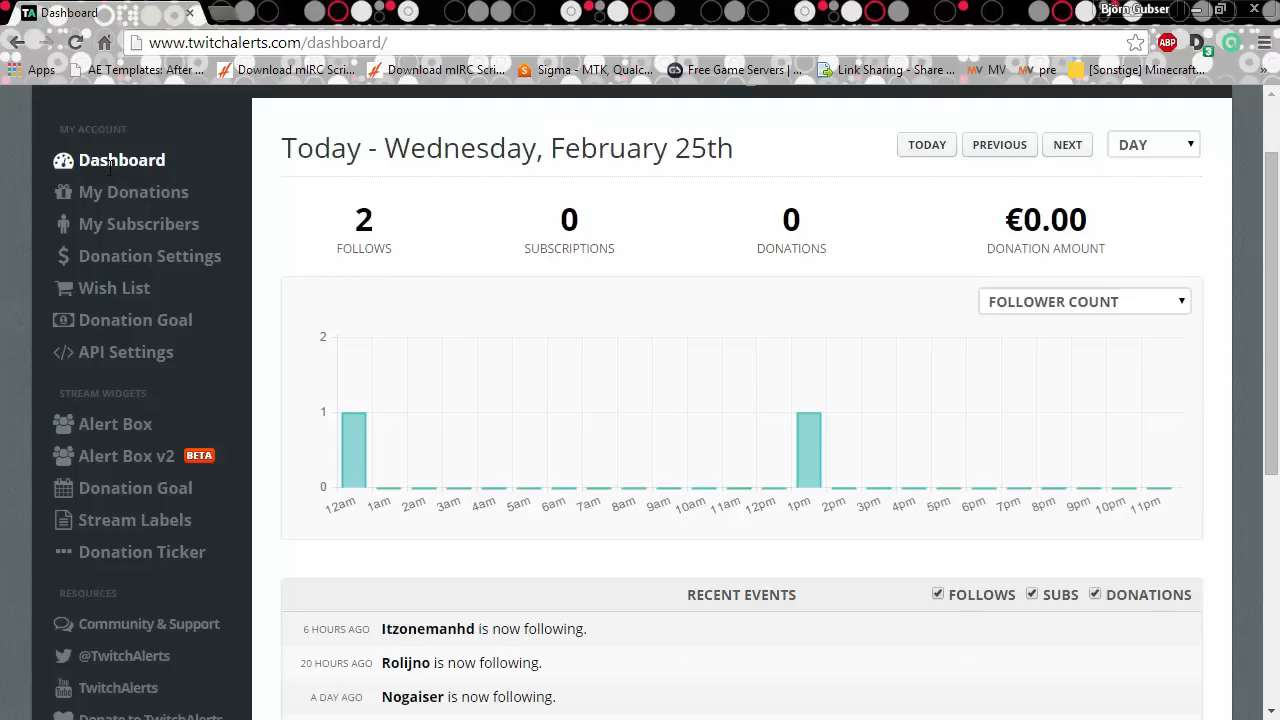 TA Dashboard
Björn Gubser
www.twitchalerts.com/dashboard/
ABP
D
3
Apps
AE Templates: After ...
Download mIRC Scri...
Download mIRC Scri...
Sigma - MTK, Qualc...
Free Game Servers | ...
Link Sharing - Share ...
MV
pre
[Sonstige] Minecraft...
»
MY ACCOUNT
Dashboard
My Donations
My Subscribers
Donation Settings
Wish List
Donation Goal
API Settings
STREAM WIDGETS
Alert Box
Alert Box v2 BETA
Donation Goal
Stream Labels
Donation Ticker
RESOURCES
Community & Support
@TwitchAlerts
TwitchAlerts
Donate to TwitchAlerts
Today - Wednesday, February 25th
TODAY
PREVIOUS
NEXT
DAY
2
FOLLOWS
0
SUBSCRIPTIONS
0
DONATIONS
€0.00
DONATION AMOUNT
FOLLOWER COUNT
2
1
0
12am 1am 2am 3am 4am 5am 6am 7am 8am 9am 10am 11am 12pm 1pm 2pm 3pm 4pm 5pm 6pm 7pm 8pm 9pm 10pm 11pm
RECENT EVENTS
FOLLOWS
SUBS
DONATIONS
6 HOURS AGO Itzonemanhd is now following.
20 HOURS AGO Rolijno is now following.
A DAY AGO Nogaiser is now following.